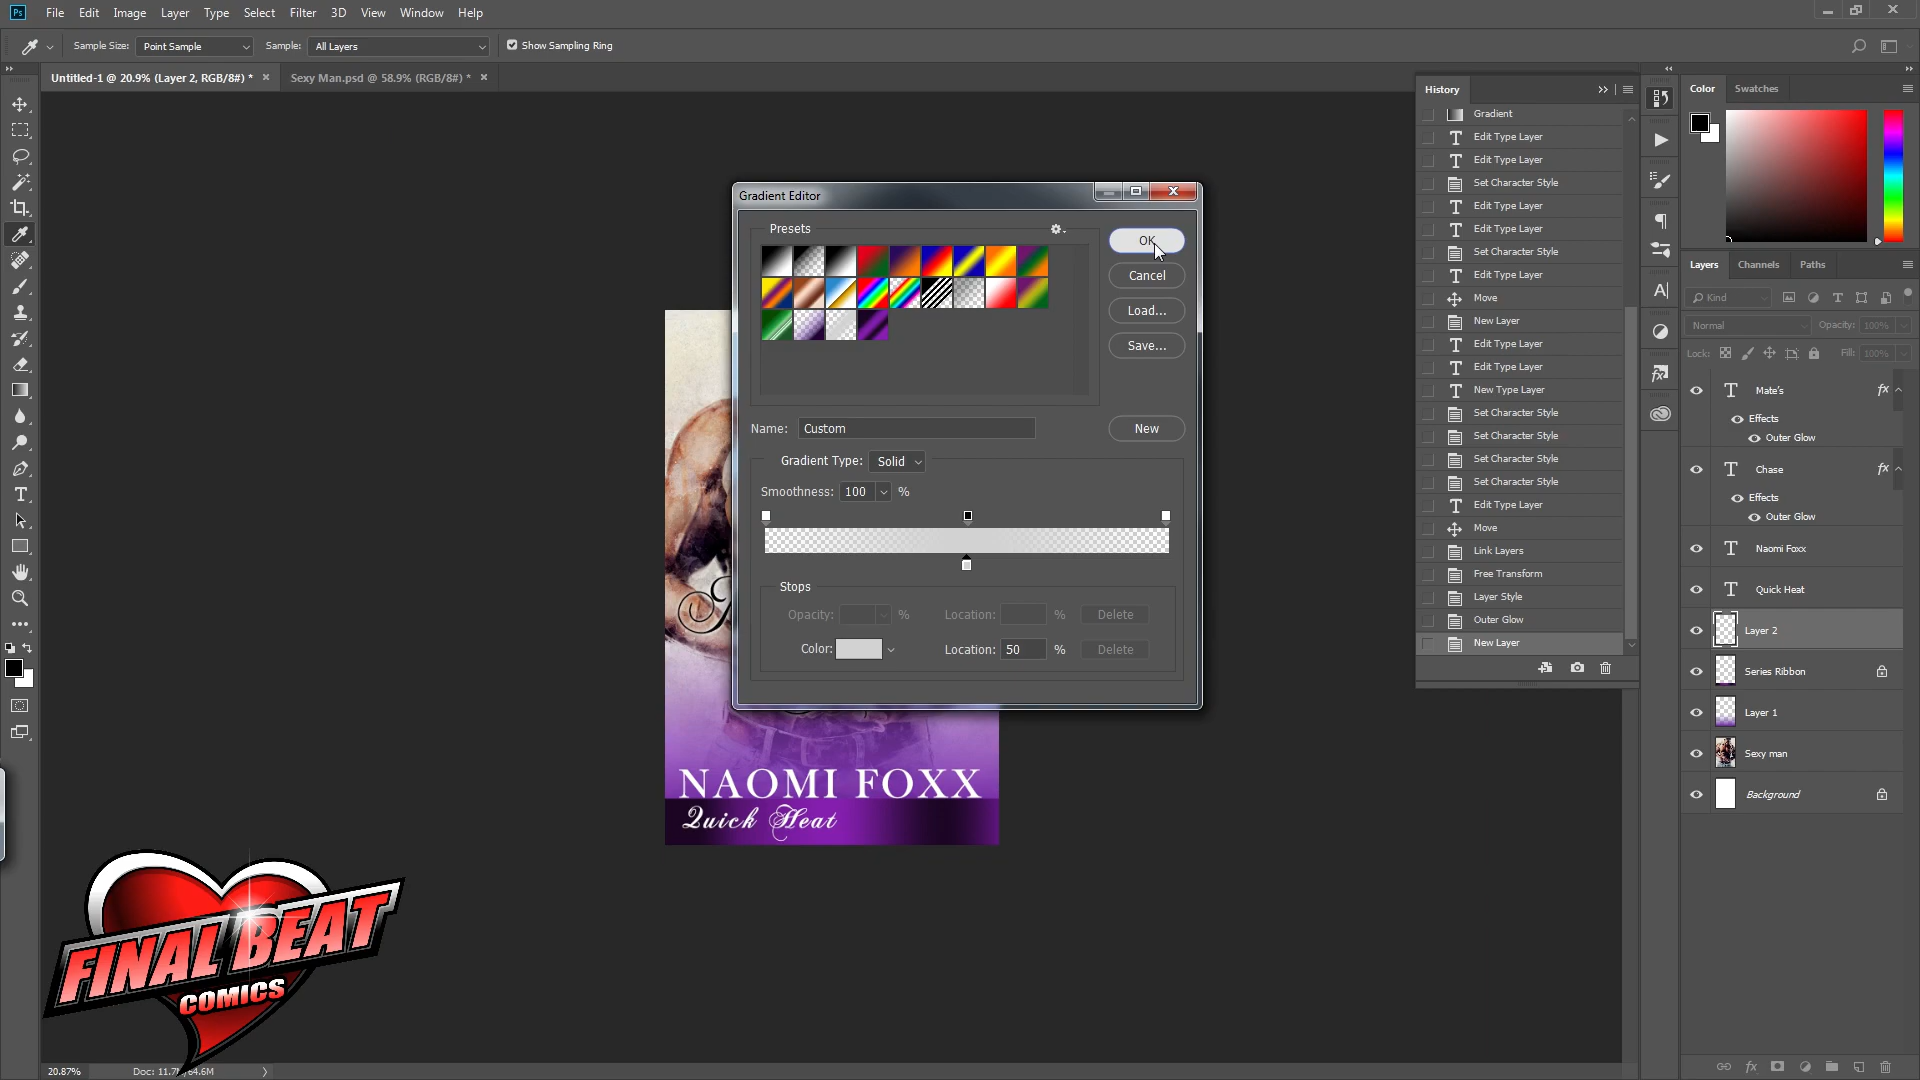 Ps File Edit Image Layer Type Select Filter 3D View Window Help
Sample Size: Point Sample Sample: All Layers Show Sampling Ring
Untitled-1 @ 20.9% (Layer 2, RGB/8#) * × Sexy Man.psd @ 58.9% (RGB/8#) * ×
History
Gradient
Edit Type Layer
Edit Type Layer
Set Character Style
Edit Type Layer
Edit Type Layer
Set Character Style
Edit Type Layer
Move
New Layer
Edit Type Layer
Edit Type Layer
New Type Layer
Set Character Style
Set Character Style
Set Character Style
Set Character Style
Edit Type Layer
Move
Link Layers
Free Transform
Layer Style
Outer Glow
New Layer
Color Swatches
Layers Channels Paths
Kind
Normal Opacity: 100%
Lock: Fill: 100%
Mate's fx
Effects
Outer Glow
Chase fx
Effects
Outer Glow
Naomi Foxx
Quick Heat
Layer 2
Series Ribbon
Layer 1
Sexy man
Background
Gradient Editor
Presets
OK
Cancel
Load...
Save...
Name: Custom New
Gradient Type: Solid
Smoothness: 100 %
Stops
Opacity: % Location: % Delete
Color: Location: 50 % Delete
NAOMI FOXX
Quick Heat
FINAL BEAT
COMICS
20.87%